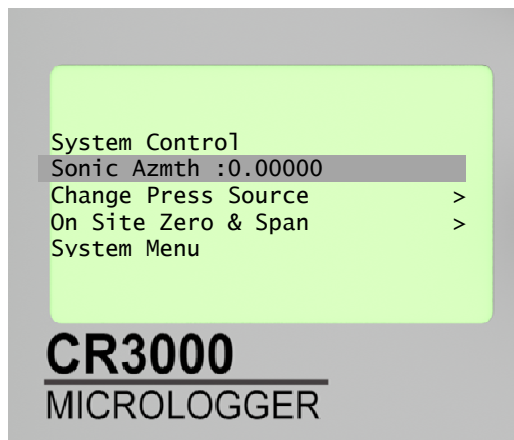 System Control
Sonic Azmth :0.00000
Change Press Source >
On Site Zero & Span >
System Menu
CR3000
MICROLOGGER